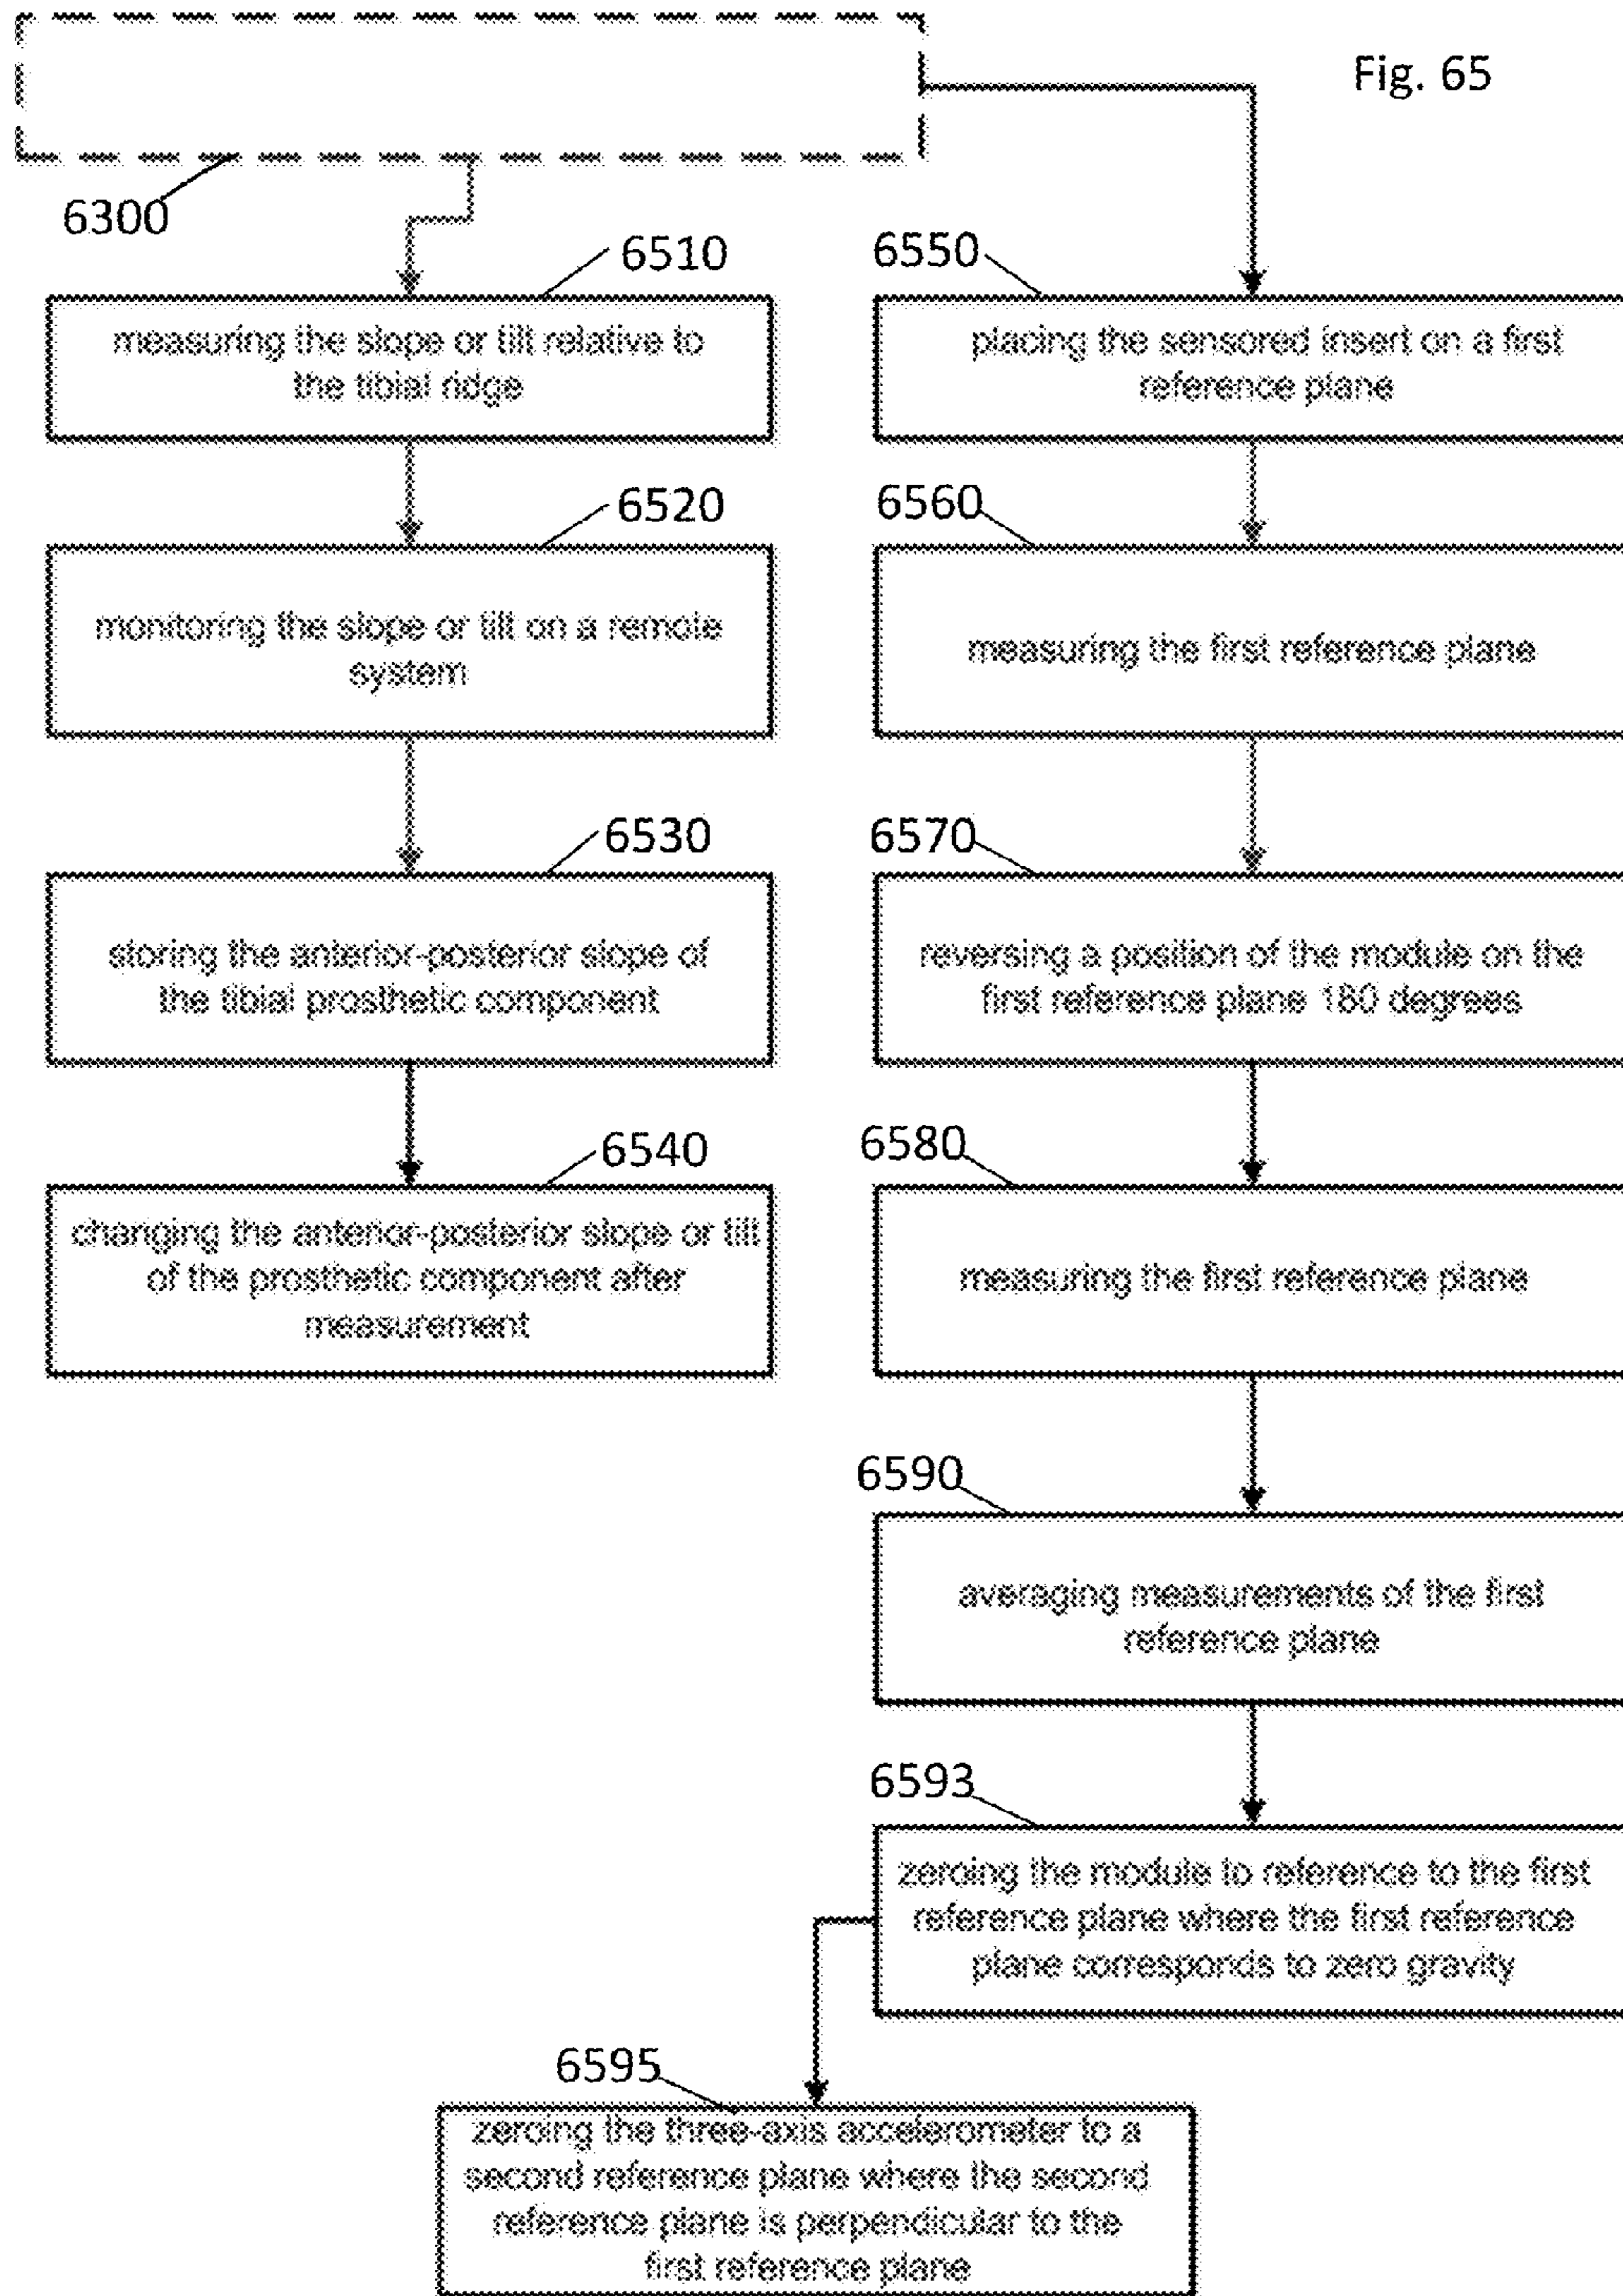 Fig. 65
6300
6510
measuring the slope or tilt relative to
the tibial ridge
6520
monitoring the slope or tilt on a remote
system
6530
storing the anterior-posterior slope of
the tibial prosthetic component
6540
changing the anterior-posterior slope or tilt
of the prosthetic component after
measurement
6550
placing the sensored insert on a first
reference plane
6560
measuring the first reference plane
6570
reversing a position of the module on the
first reference plane 180 degrees
6580
measuring the first reference plane
6590
averaging measurements of the first
reference plane
6593
zeroing the module to reference to the first
reference plane where the first reference
plane corresponds to zero gravity
6595
zeroing the three-axis accelerometer to a
second reference plane where the second
reference plane is perpendicular to the
first reference plane